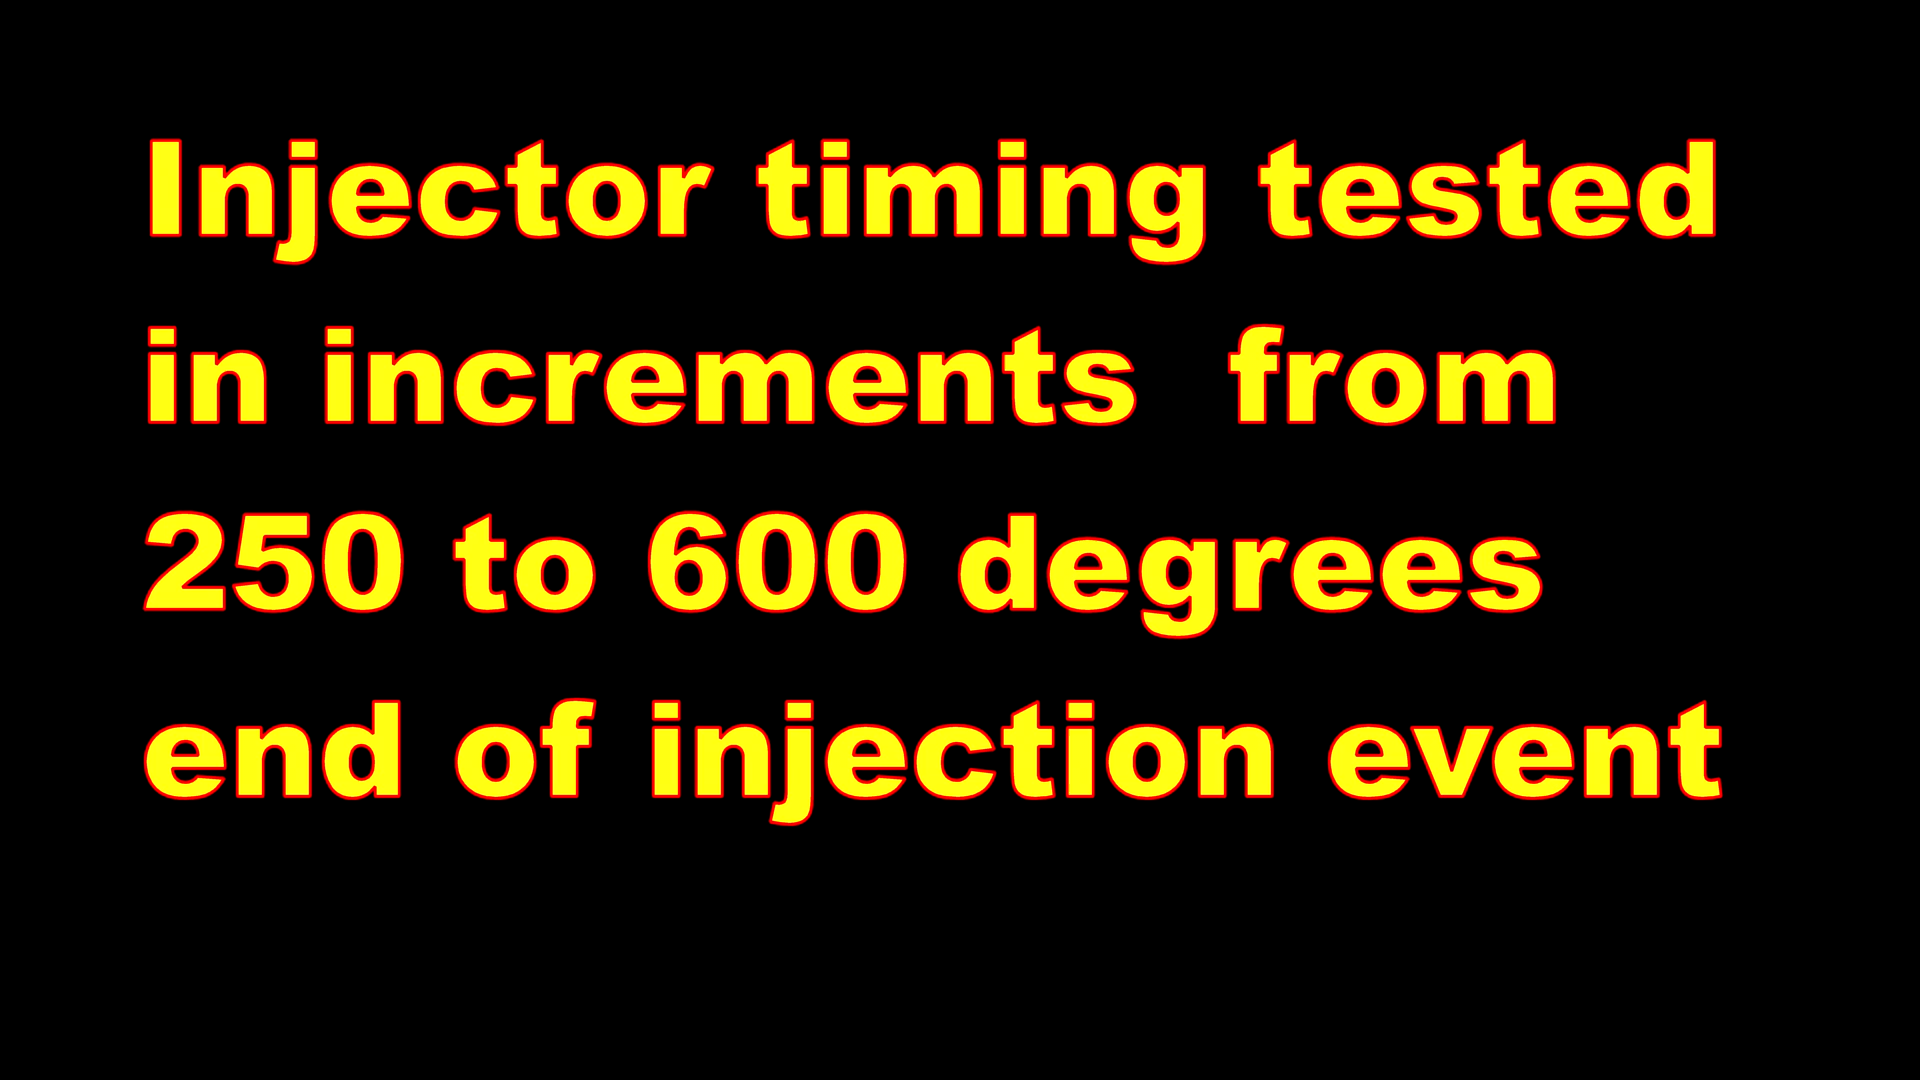 Injector timing tested
in increments  from
250 to 600 degrees
end of injection event